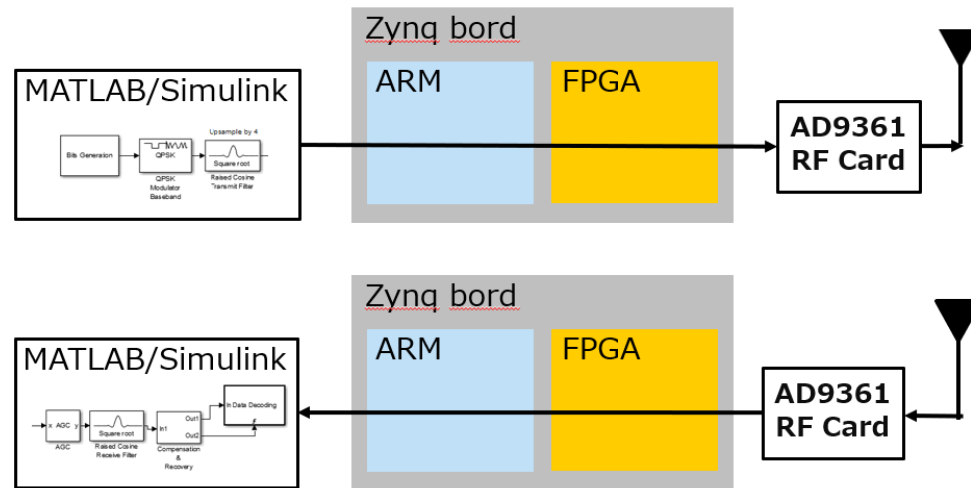 Zynq bord
MATLAB/Simulink
ARM
FPGA
Upsample by 4
Bits Generation
QPSK
Square root
QPSK
Modulator
Baseband
Raised Cosine
Transmit Filter
AD9361
RF Card
Zynq bord
MATLAB/Simulink
ARM
FPGA
x AGC y
AGC
Square root
Raised Cosine
Receive Filter
In1
Out1
Out2
Compensation
&
Recovery
In Data Decoding
AD9361
RF Card